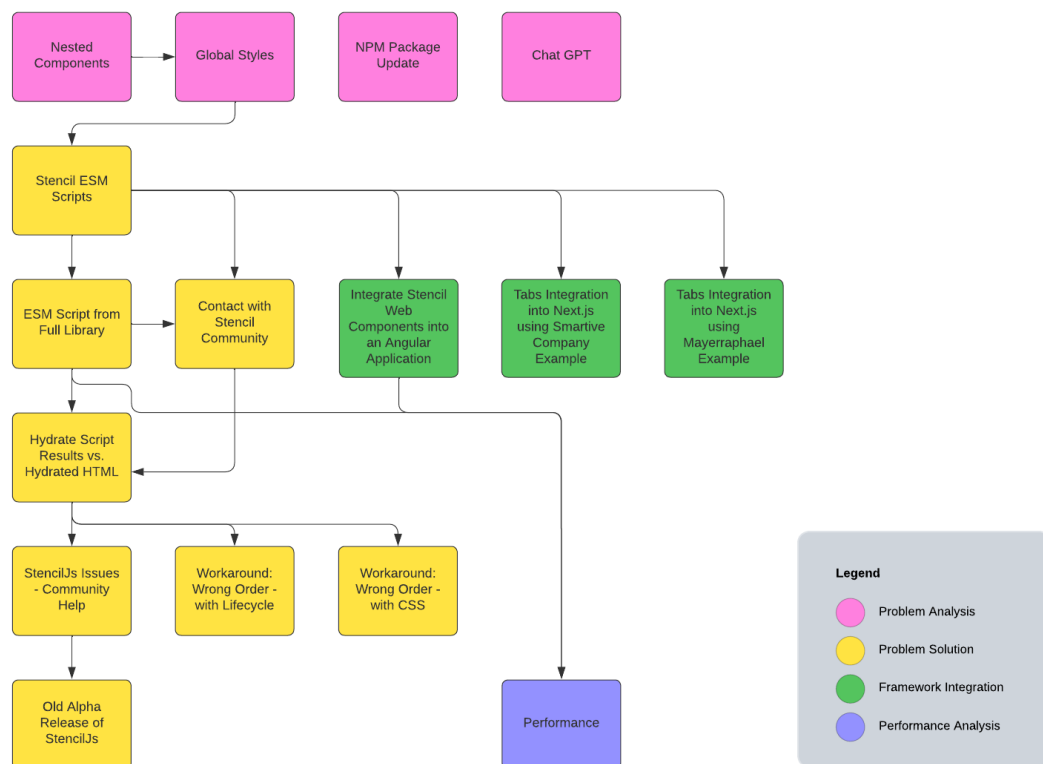 Nested
Components
Global Styles
NPM Package
Update
Chat GPT
Stencil ESM
Scripts
ESM Script from
Full Library
Contact with
Stencil
Community
Integrate Stencil
Web
Components into
an Angular
Application
Tabs Integration
into Next.js
using Smartive
Company
Example
Tabs Integration
into Next.js
using
Mayerraphael
Example
Hydrate Script
Results vs.
Hydrated HTML
StencilJs Issues
- Community
Help
Workaround:
Wrong Order -
with Lifecycle
Workaround:
Wrong Order -
with CSS
Old Alpha
Release of
StencilJs
Performance
Legend
Problem Analysis
Problem Solution
Framework Integration
Performance Analysis